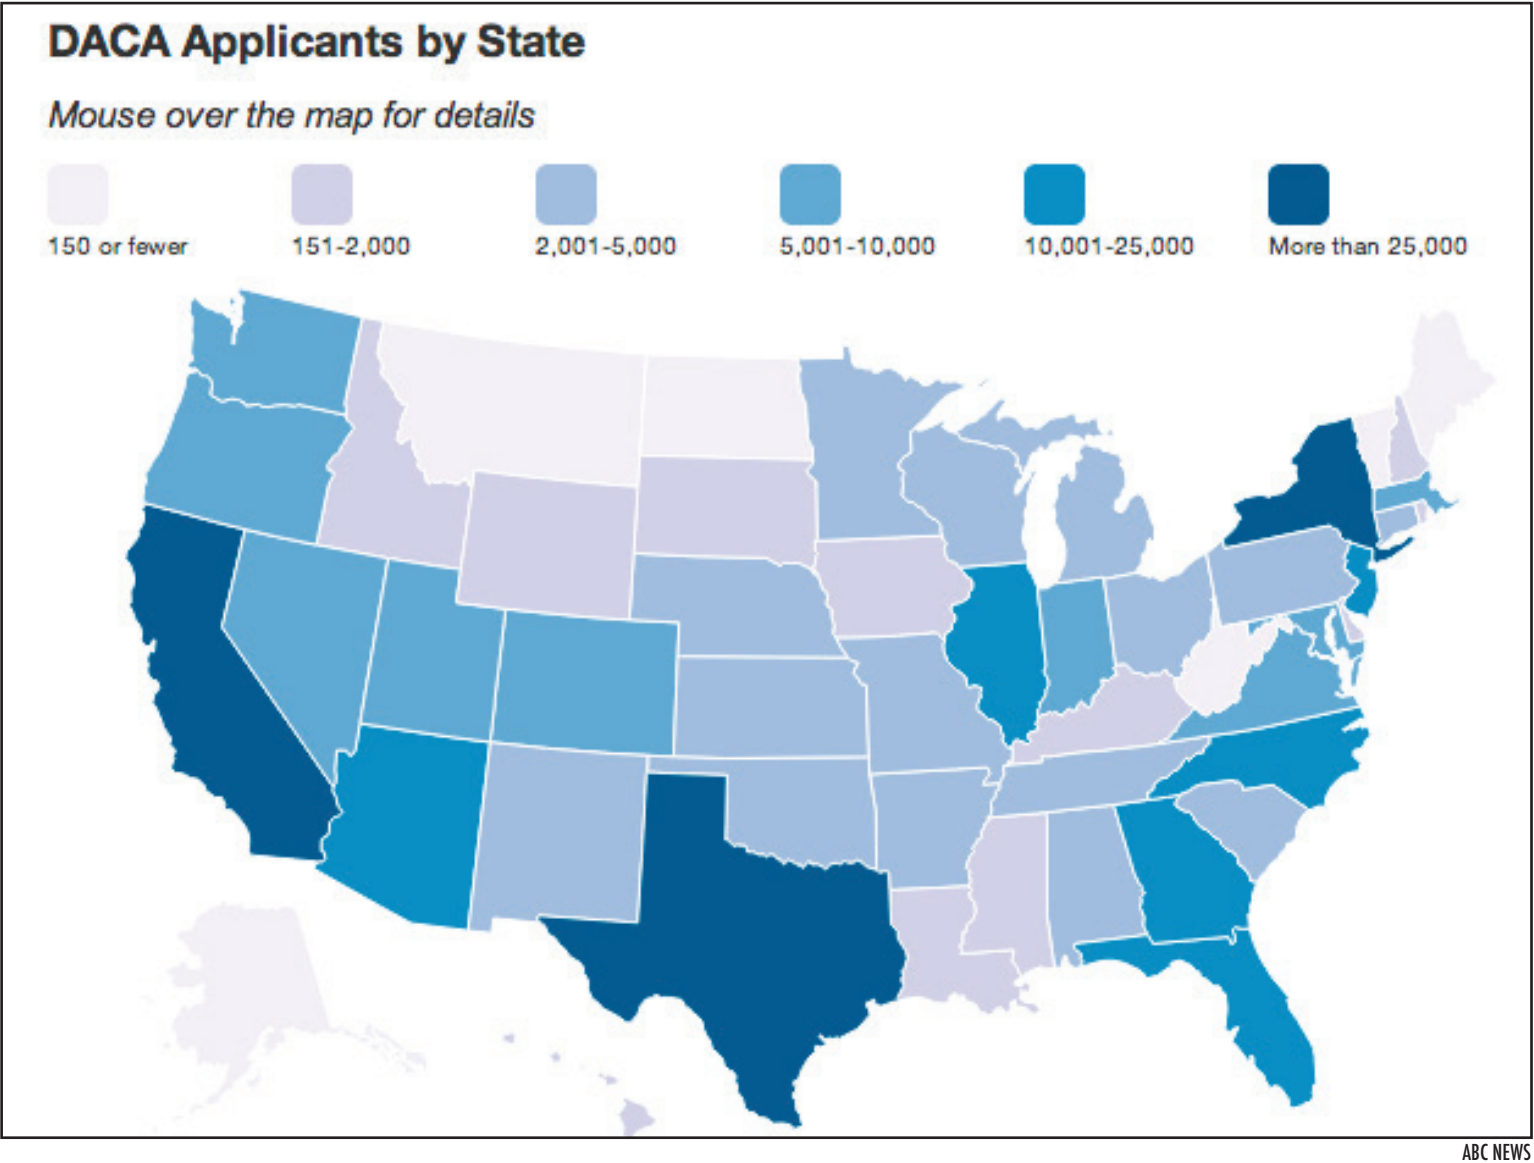 DACA Applicants by State
Mouse over the map for details
150 or fewer
151-2,000
2,001-5,000
5,001-10,000
10,001-25,000
More than 25,000
ABC NEWS